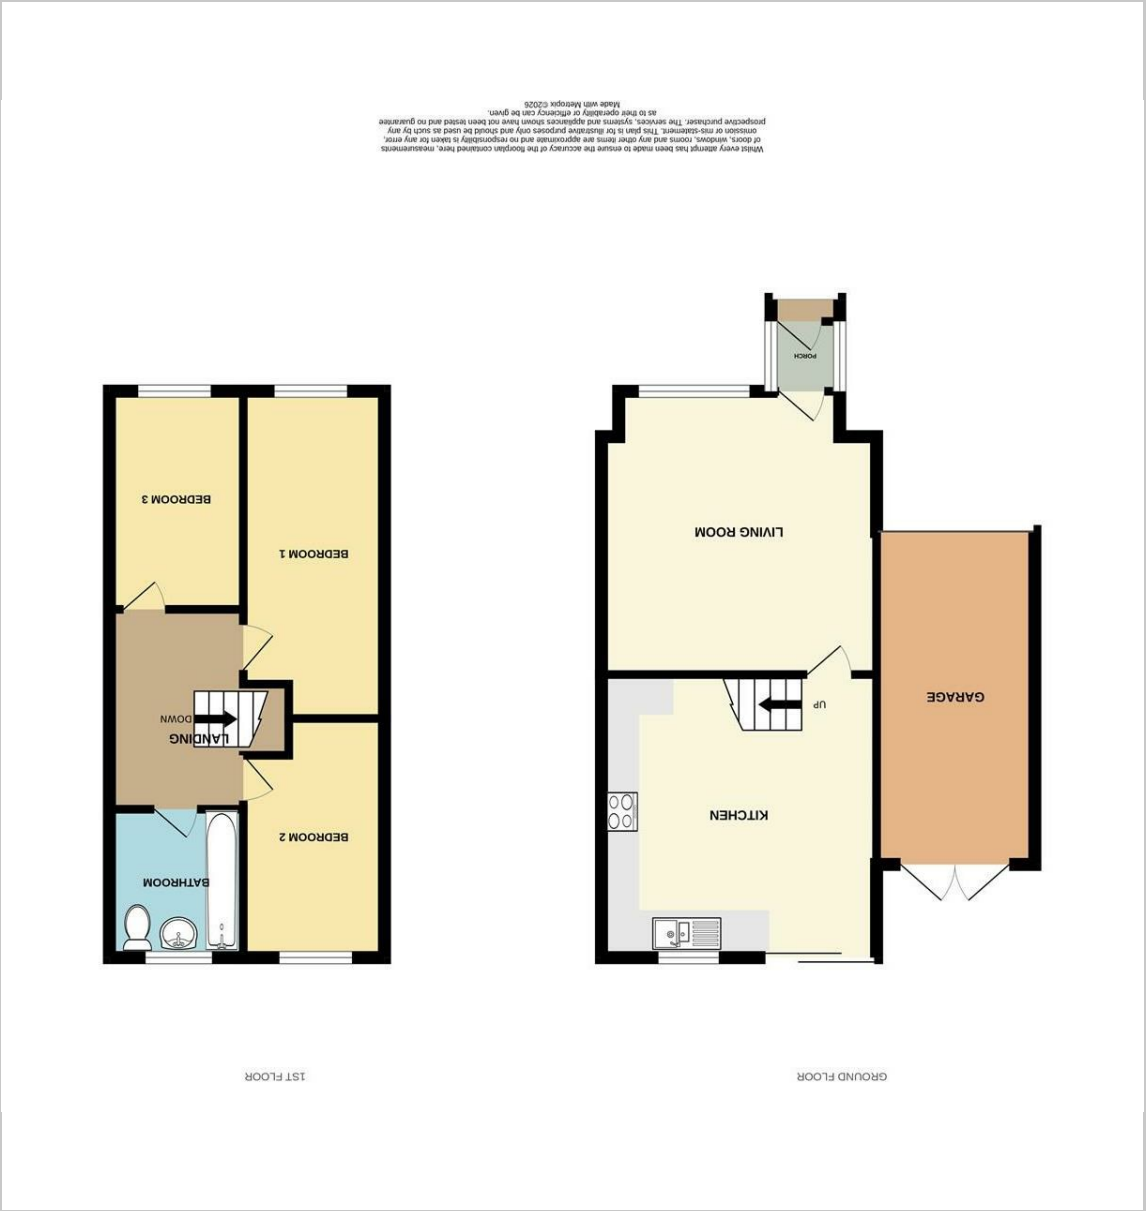 GROUND FLOOR
1ST FLOOR
KITCHEN
UP
GARAGE
LIVING ROOM
PORCH
BATHROOM
BEDROOM 2
LANDING
DOWN
BEDROOM 1
BEDROOM 3
Whilst every attempt has been made to ensure the accuracy of the floorplan contained here, measurements
of doors, windows, rooms and any other items are approximate and no responsibility is taken for any error,
omission or mis-statement. This plan is for illustrative purposes only and should be used as such by any
prospective purchaser. The services, systems and appliances shown have not been tested and no guarantee
as to their operability or efficiency can be given.
Made with Metropix ©2026